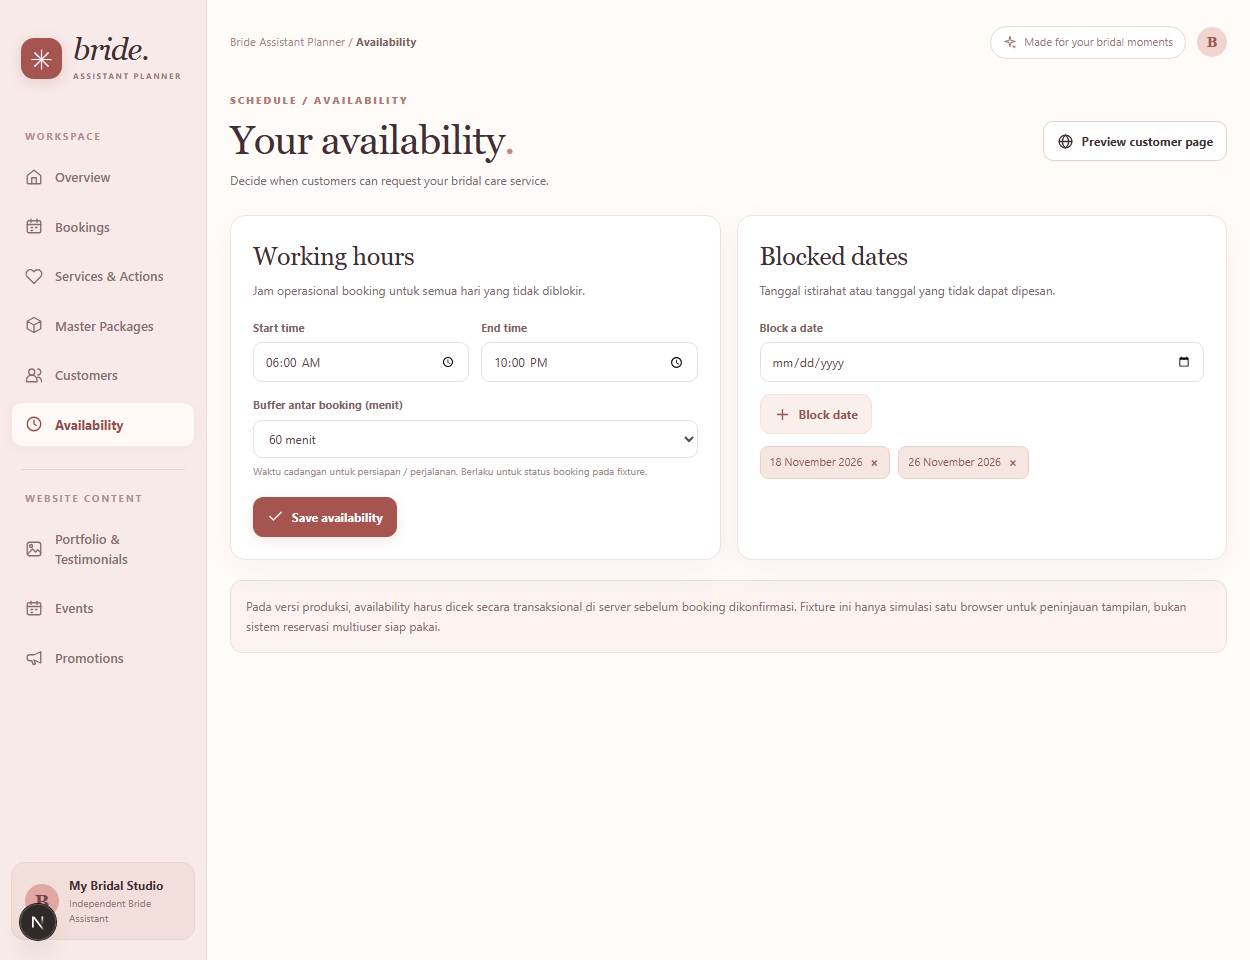 bride.
ASSISTANT PLANNER
WORKSPACE
Overview
Bookings
Services & Actions
Master Packages
Customers
Availability
WEBSITE CONTENT
Portfolio &
Testimonials
Events
Promotions
B
My Bridal Studio
Independent Bride
Assistant
N
Bride Assistant Planner / Availability
Made for your bridal moments
B
SCHEDULE / AVAILABILITY
Your availability.
Decide when customers can request your bridal care service.
Preview customer page
Working hours
Jam operasional booking untuk semua hari yang tidak diblokir.
Start time
End time
06:00 AM
10:00 PM
Buffer antar booking (menit)
60 menit
Waktu cadangan untuk persiapan / perjalanan. Berlaku untuk status booking pada fixture.
Save availability
Blocked dates
Tanggal istirahat atau tanggal yang tidak dapat dipesan.
Block a date
mm/dd/yyyy
Block date
18 November 2026 ×
26 November 2026 ×
Pada versi produksi, availability harus dicek secara transaksional di server sebelum booking dikonfirmasi. Fixture ini hanya simulasi satu browser untuk peninjauan tampilan, bukan
sistem reservasi multiuser siap pakai.